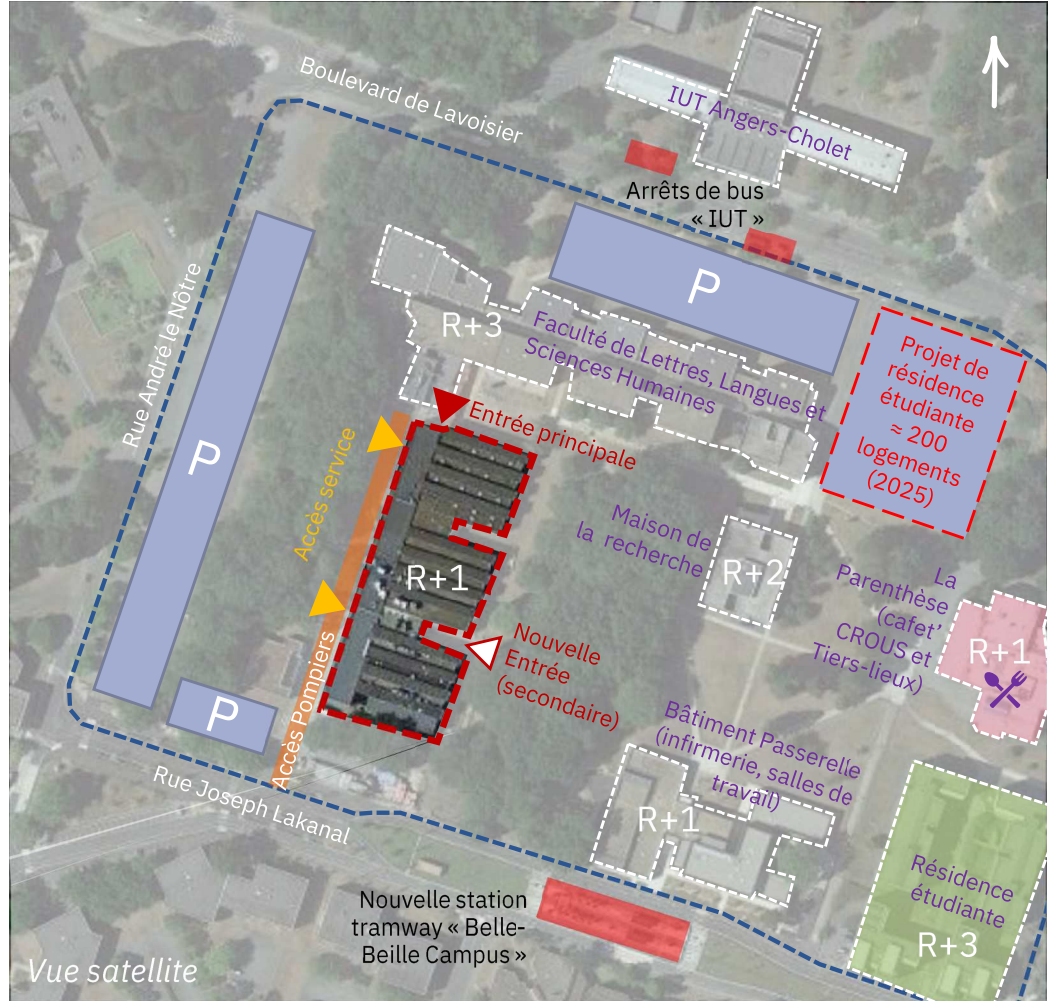 Boulevard de Lavoisier
IUT Angers-Cholet
Arrêts de bus
« IUT »
Rue André le Nôtre
P
P
R+3
Faculté de Lettres, Langues et
Sciences Humaines
Projet de
résidence
étudiante
≈ 200
logements
(2025)
Entrée principale
Accès service
Maison de
la recherche
R+2
R+1
La
Parenthèse
(cafet’
CROUS et
Tiers-lieux)
R+1
Nouvelle
Entrée
(secondaire)
Accès Pompiers
P
Bâtiment Passerelle
(infirmerie, salles de
travail)
R+1
Rue Joseph Lakanal
Résidence
étudiante
R+3
Nouvelle station
tramway « Belle-
Beille Campus »
Vue satellite